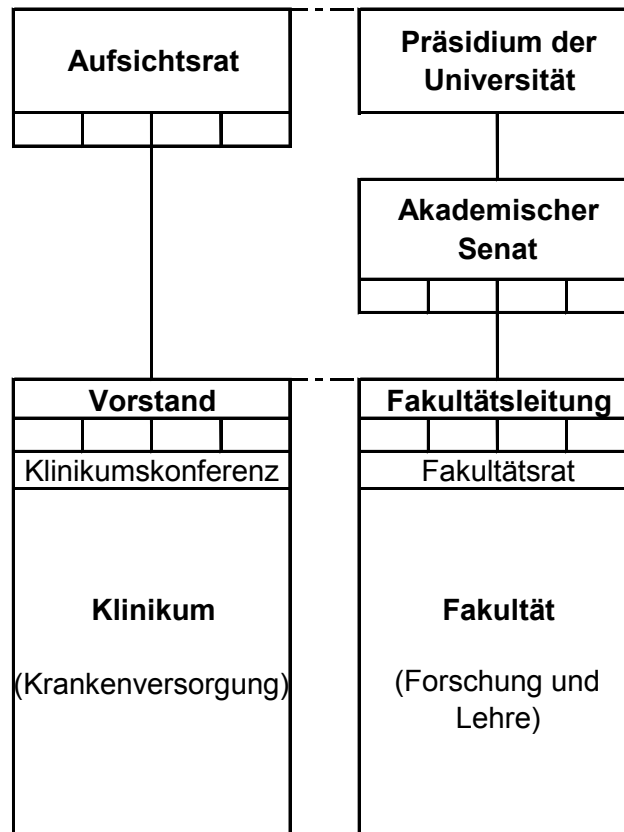 Aufsichtsrat
Präsidium der
Universität
Akademischer
Senat
Vorstand
Klinikumskonferenz
Klinikum
(Krankenversorgung)
Fakultätsleitung
Fakultätsrat
Fakultät
(Forschung und
Lehre)